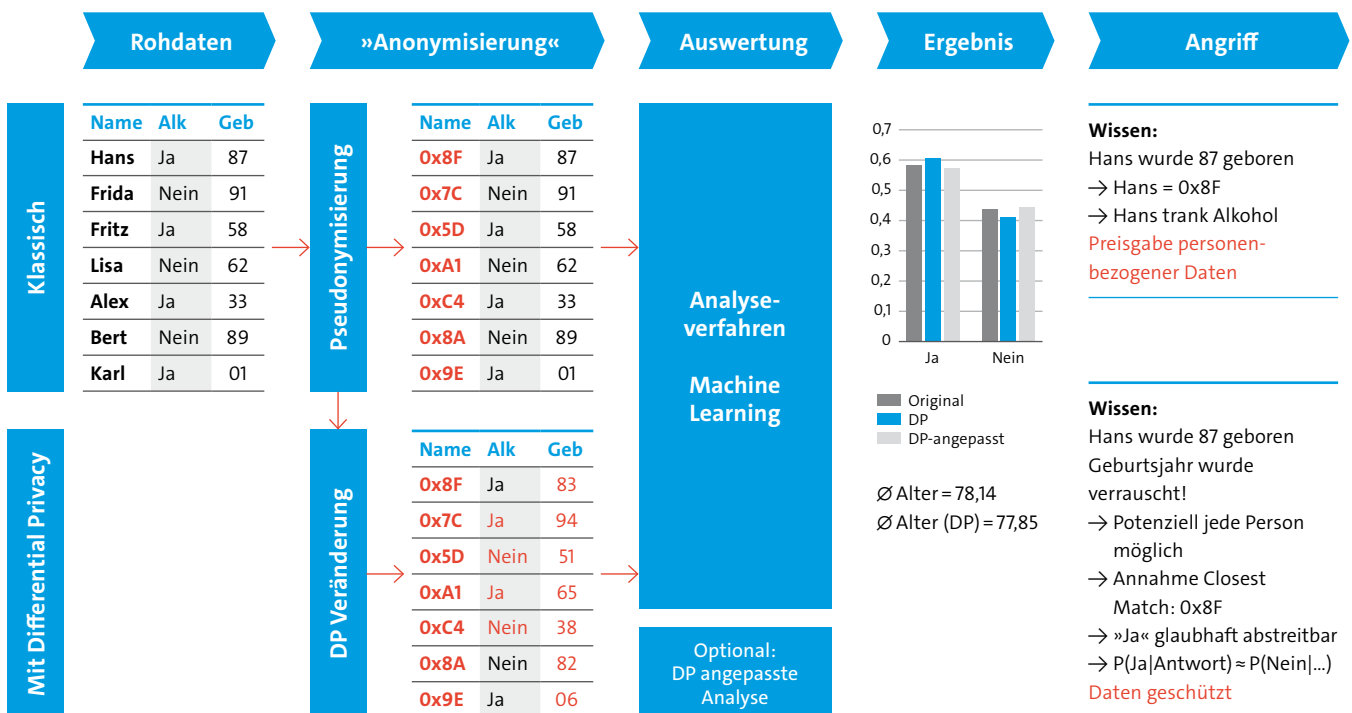 Rohdaten
»Anonymisierung«
Auswertung
Ergebnis
Angriff
Klassisch
Name Alk Geb
Hans Ja 87
Frida Nein 91
Fritz Ja 58
Lisa Nein 62
Alex Ja 33
Bert Nein 89
Karl Ja 01
Pseudonymisierung
Name Alk Geb
0x8F Ja 87
0x7C Nein 91
0x5D Ja 58
0xA1 Nein 62
0xC4 Ja 33
0x8A Nein 89
0x9E Ja 01
Mit Differential Privacy
DP Veränderung
Name Alk Geb
0x8F Ja 83
0x7C Ja 94
0x5D Nein 51
0xA1 Ja 65
0xC4 Nein 38
0x8A Nein 82
0x9E Ja 06
Analyse-
verfahren
Machine
Learning
Optional:
DP angepasste
Analyse
0,7
0,6
0,5
0,4
0,3
0,2
0,1
0
Ja Nein
Original
DP
DP-angepasst
Ø Alter = 78,14
Ø Alter (DP) = 77,85
Wissen:
Hans wurde 87 geboren
→ Hans = 0x8F
→ Hans trank Alkohol
Preisgabe personen-
bezogener Daten
Wissen:
Hans wurde 87 geboren
Geburtsjahr wurde
verrauscht!
→ Potenziell jede Person
möglich
→ Annahme Closest
Match: 0x8F
→ »Ja« glaubhaft abstreitbar
→ P(Ja|Antwort) ≈ P(Nein|…)
Daten geschützt